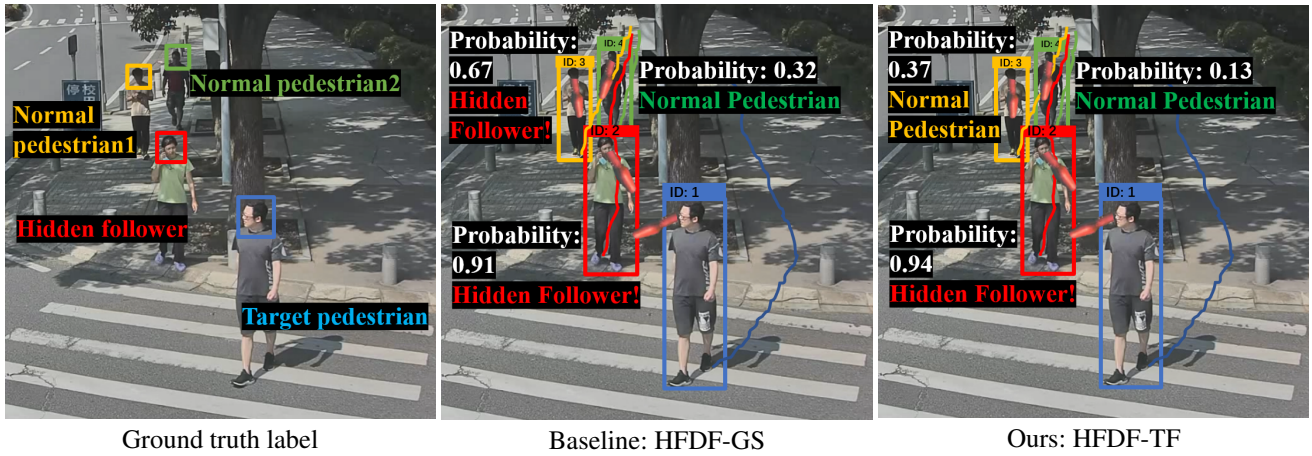 Normal pedestrian2
停校
Normal
pedestrian1
Hidden follower
Target pedestrian
Ground truth label
Probability:
0.67
Hidden
Follower!
ID: 3
ID: 4
Probability: 0.32
Normal Pedestrian
ID: 2
ID: 1
Probability:
0.91
Hidden Follower!
Baseline: HFDF-GS
Probability:
0.37
Normal
Pedestrian
ID: 3
ID: 4
Probability: 0.13
Normal Pedestrian
ID: 2
ID: 1
Probability:
0.94
Hidden Follower!
Ours: HFDF-TF